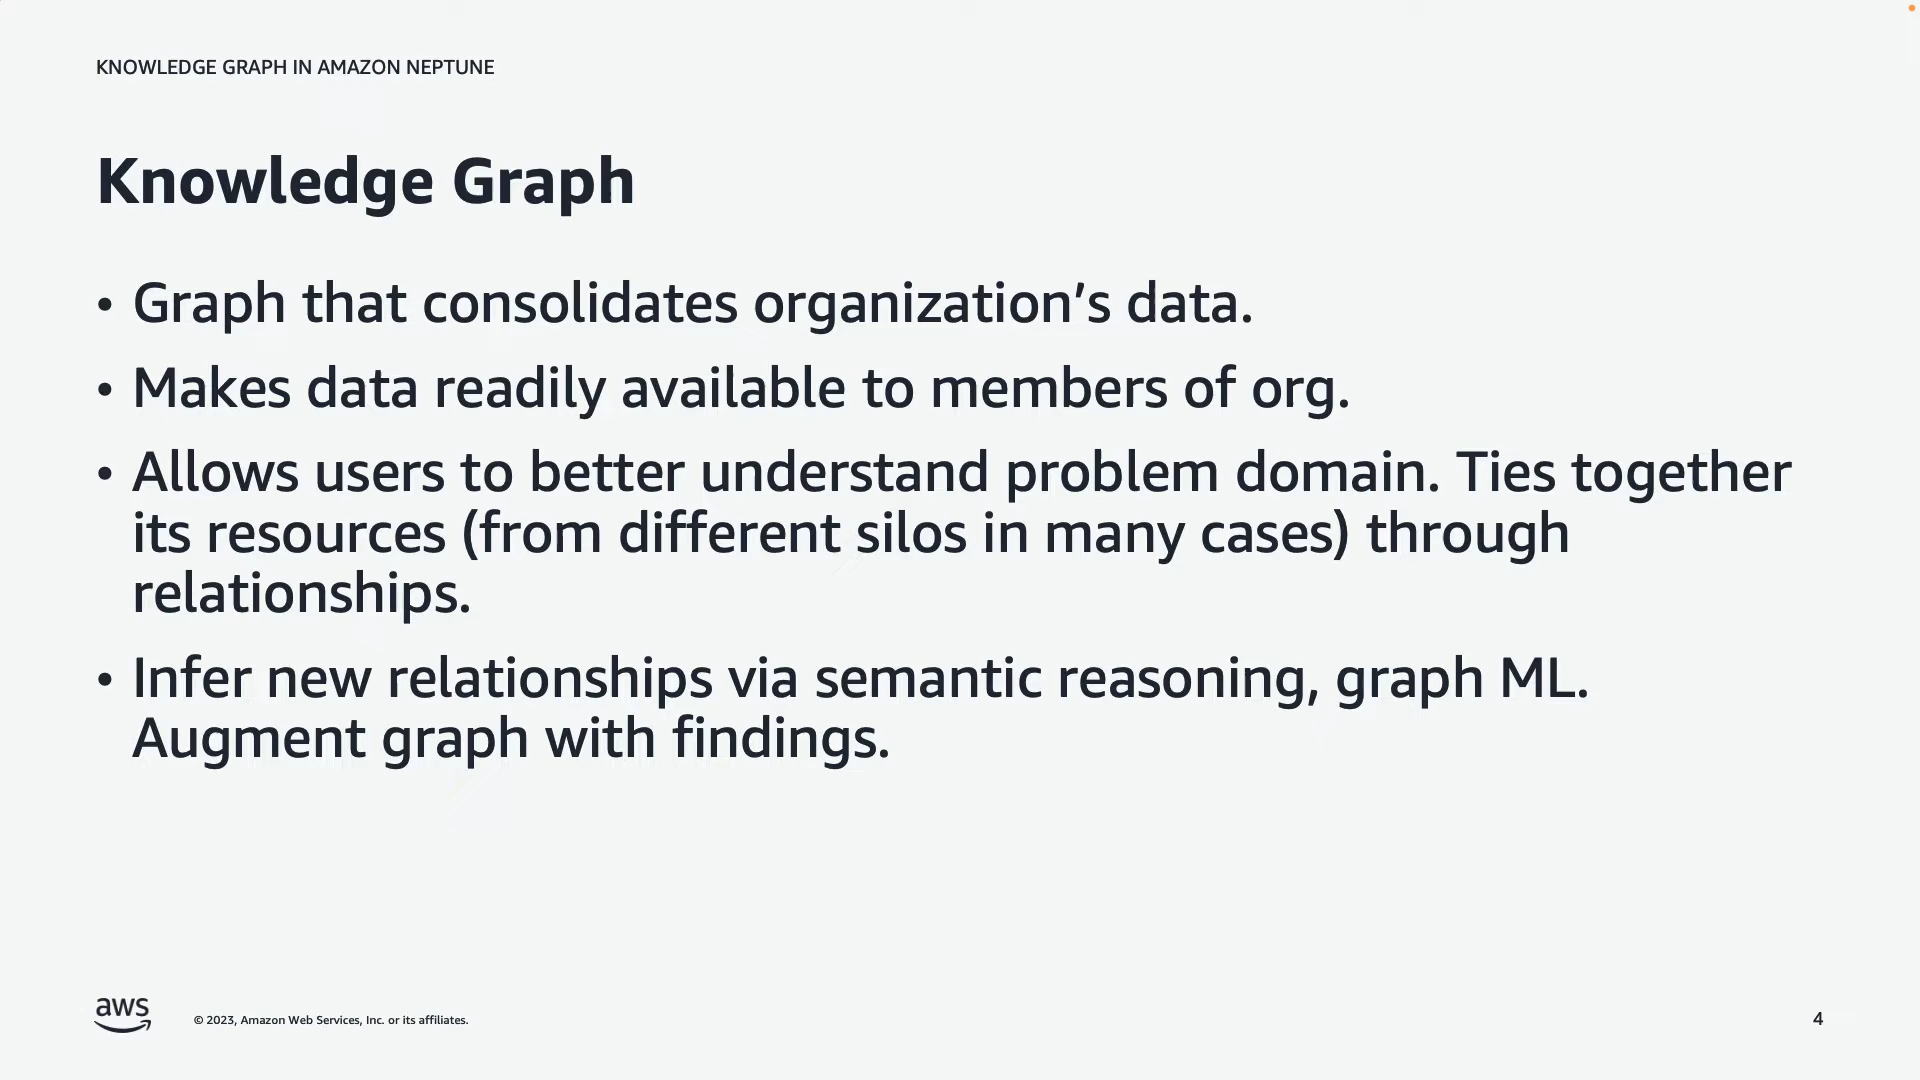 KNOWLEDGE GRAPH IN AMAZON NEPTUNE
Knowledge Graph
• Graph that consolidates organization’s data.
• Makes data readily available to members of org.
• Allows users to better understand problem domain. Ties together
its resources (from different silos in many cases) through
relationships.
• Infer new relationships via semantic reasoning, graph ML.
Augment graph with findings.
aws
© 2023, Amazon Web Services, Inc. or its affiliates.
4